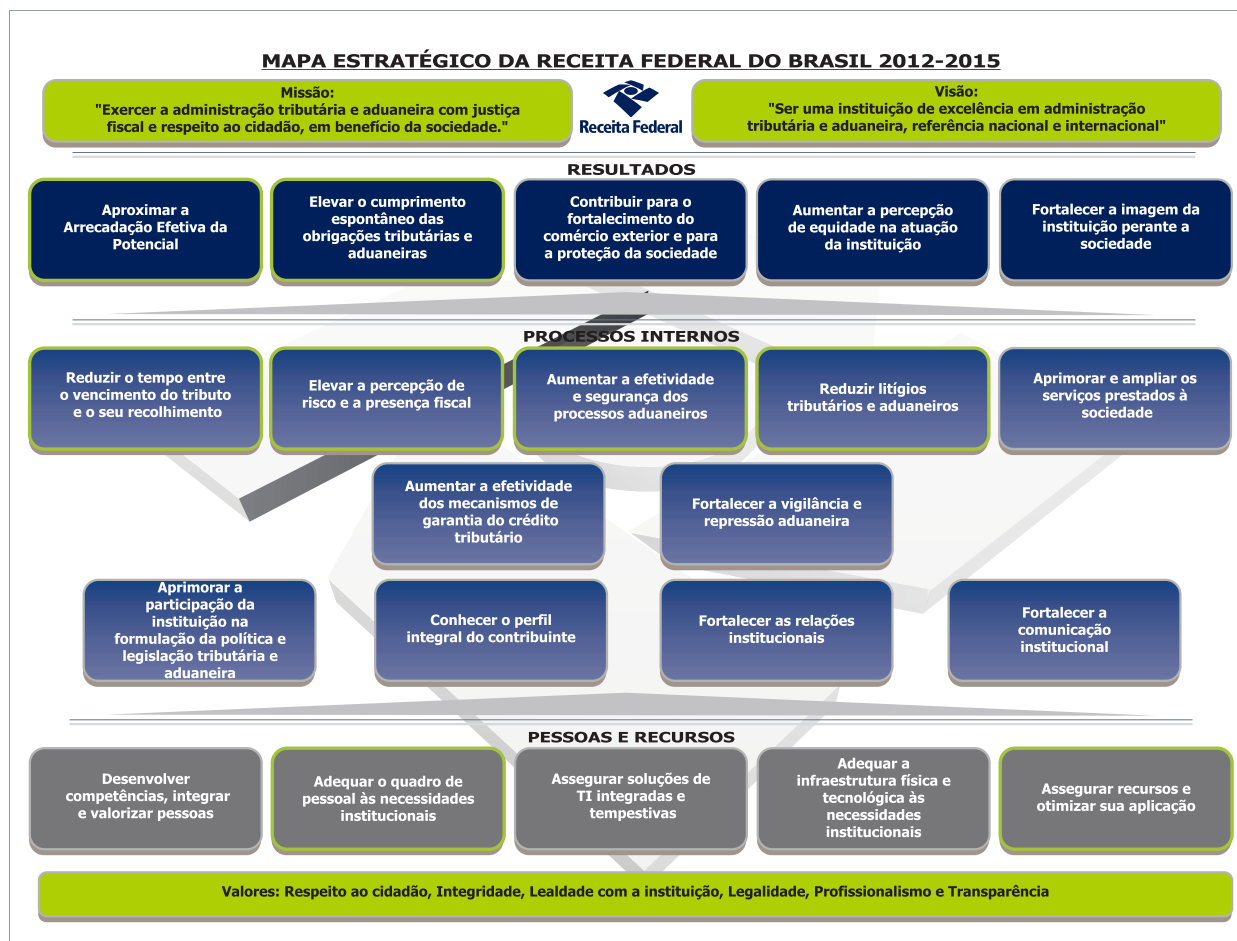 MAPA ESTRATÉGICO DA RECEITA FEDERAL DO BRASIL 2012-2015
Missão:
"Exercer a administração tributária e aduaneira com justiça
fiscal e respeito ao cidadão, em benefício da sociedade."
Receita Federal
Visão:
"Ser uma instituição de excelência em administração
tributária e aduaneira, referência nacional e internacional"
RESULTADOS
Aproximar a
Arrecadação Efetiva da
Potencial
Elevar o cumprimento
espontâneo das
obrigações tributárias e
aduaneiras
Contribuir para o
fortalecimento do
comércio exterior e para
a proteção da sociedade
Aumentar a percepção
de equidade na atuação
da instituição
Fortalecer a imagem da
instituição perante a
sociedade
PROCESSOS INTERNOS
Reduzir o tempo entre
o vencimento do tributo
e o seu recolhimento
Elevar a percepção de
risco e a presença fiscal
Aumentar a efetividade
e segurança dos
processos aduaneiros
Reduzir litígios
tributários e aduaneiros
Aprimorar e ampliar os
serviços prestados à
sociedade
Aumentar a efetividade
dos mecanismos de
garantia do crédito
tributário
Fortalecer a vigilância e
repressão aduaneira
Aprimorar a
participação da
instituição na
formulação da política e
legislação tributária e
aduaneira
Conhecer o perfil
integral do contribuinte
Fortalecer as relações
institucionais
Fortalecer a
comunicação
institucional
PESSOAS E RECURSOS
Desenvolver
competências, integrar
e valorizar pessoas
Adequar o quadro de
pessoal às necessidades
institucionais
Assegurar soluções de
TI integradas e
tempestivas
Adequar a
infraestrutura física e
tecnológica às
necessidades
institucionais
Assegurar recursos e
otimizar sua aplicação
Valores: Respeito ao cidadão, Integridade, Lealdade com a instituição, Legalidade, Profissionalismo e Transparência